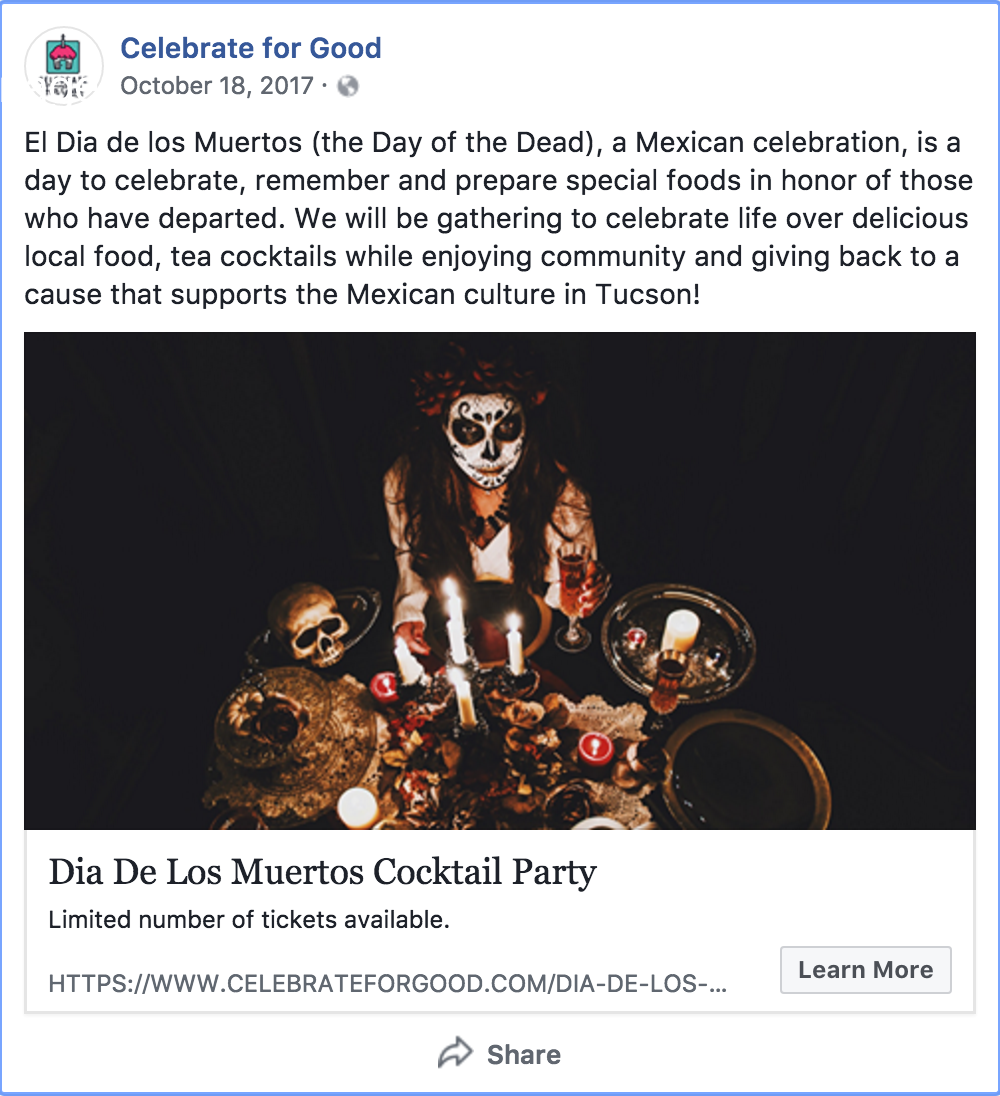 Celebrate for Good
October 18, 2017 ·
El Dia de los Muertos (the Day of the Dead), a Mexican celebration, is a
day to celebrate, remember and prepare special foods in honor of those
who have departed. We will be gathering to celebrate life over delicious
local food, tea cocktails while enjoying community and giving back to a
cause that supports the Mexican culture in Tucson!
Dia De Los Muertos Cocktail Party
Limited number of tickets available.
HTTPS://WWW.CELEBRATEFORGOOD.COM/DIA-DE-LOS-...
Learn More
Share